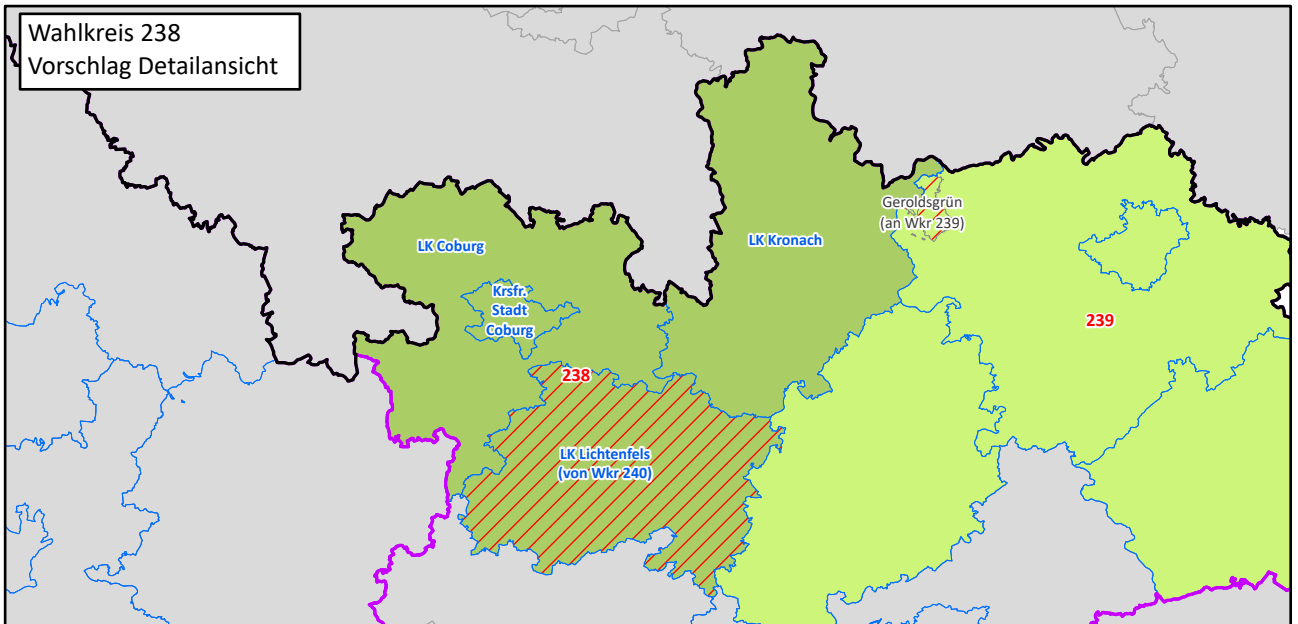 Wahlkreis 238
Vorschlag Detailansicht
Geroldsgrün
(an Wkr 239)
LK Coburg
LK Kronach
Krsfr.
Stadt
Coburg
239
238
LK Lichtenfels
(von Wkr 240)